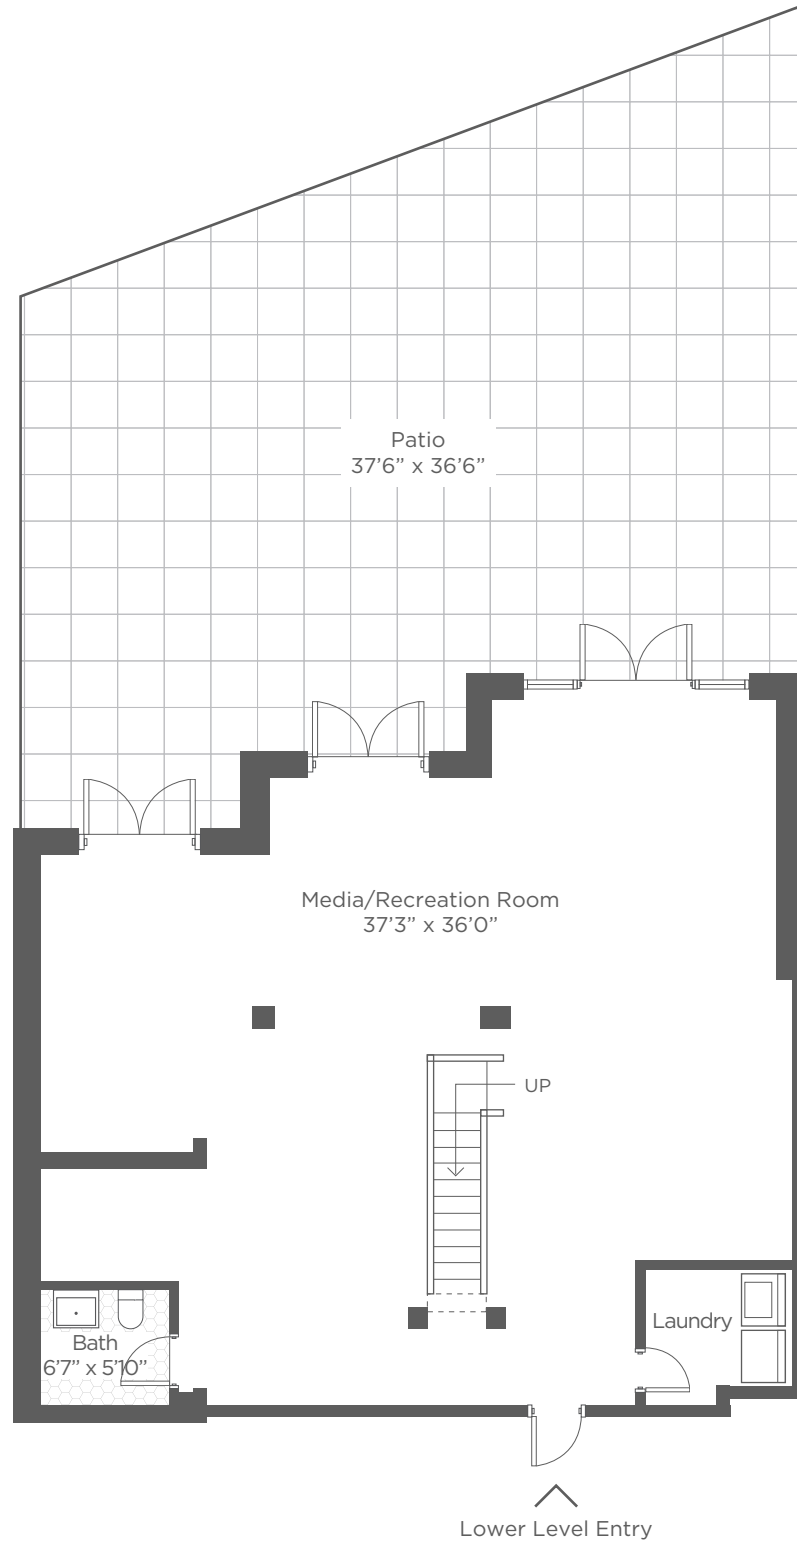 Patio
37’6” x 36’6”
Media/Recreation Room
37’3” x 36’0”
UP
Laundry
Bath
6’7” x 5’10”
Lower Level Entry